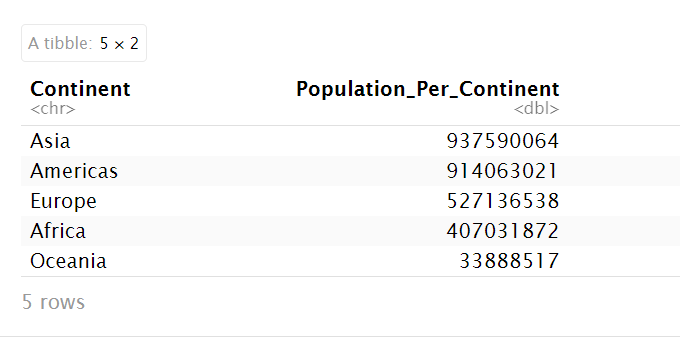 A tibble: 5 × 2
Continent Population_Per_Continent
<chr> <dbl>
Asia 937590064
Americas 914063021
Europe 527136538
Africa 407031872
Oceania 33888517
5 rows